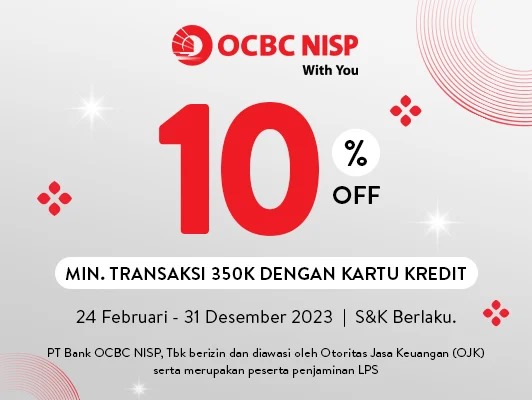 OCBC NISP
With You
10
%
OFF
MIN. TRANSAKSI 350K DENGAN KARTU KREDIT
24 Februari - 31 Desember 2023 | S&K Berlaku.
PT Bank OCBC NISP, Tbk berizin dan diawasi oleh Otoritas Jasa Keuangan (OJK)
serta merupakan peserta penjaminan LPS